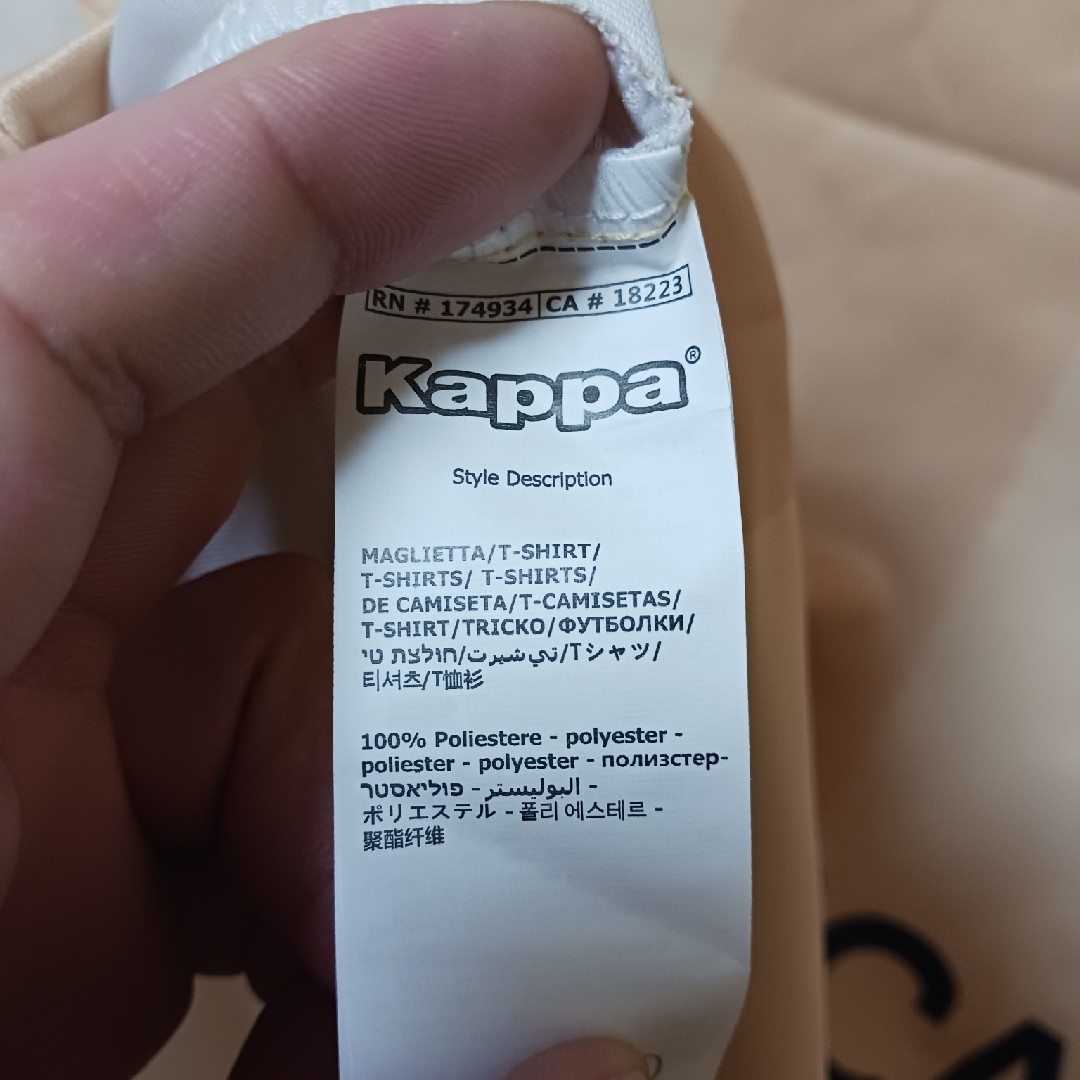 RN # 174934 CA # 18223
Kappa®
Style Description
MAGLIETTA/T-SHIRT/
T-SHIRTS/ T-SHIRTS/
DE CAMISETA/T-CAMISETAS/
T-SHIRT/TRICKO/ФУТБОЛКИ/
חולצת טי/تي شيرت/Tシャツ/
티셔츠/T恤衫
100% Poliestere - polyester -
poliester - polyester - полизстер-
פוליאסטר - البوليستر -
ポリエステル - 폴리 에스테르 -
聚酯纤维